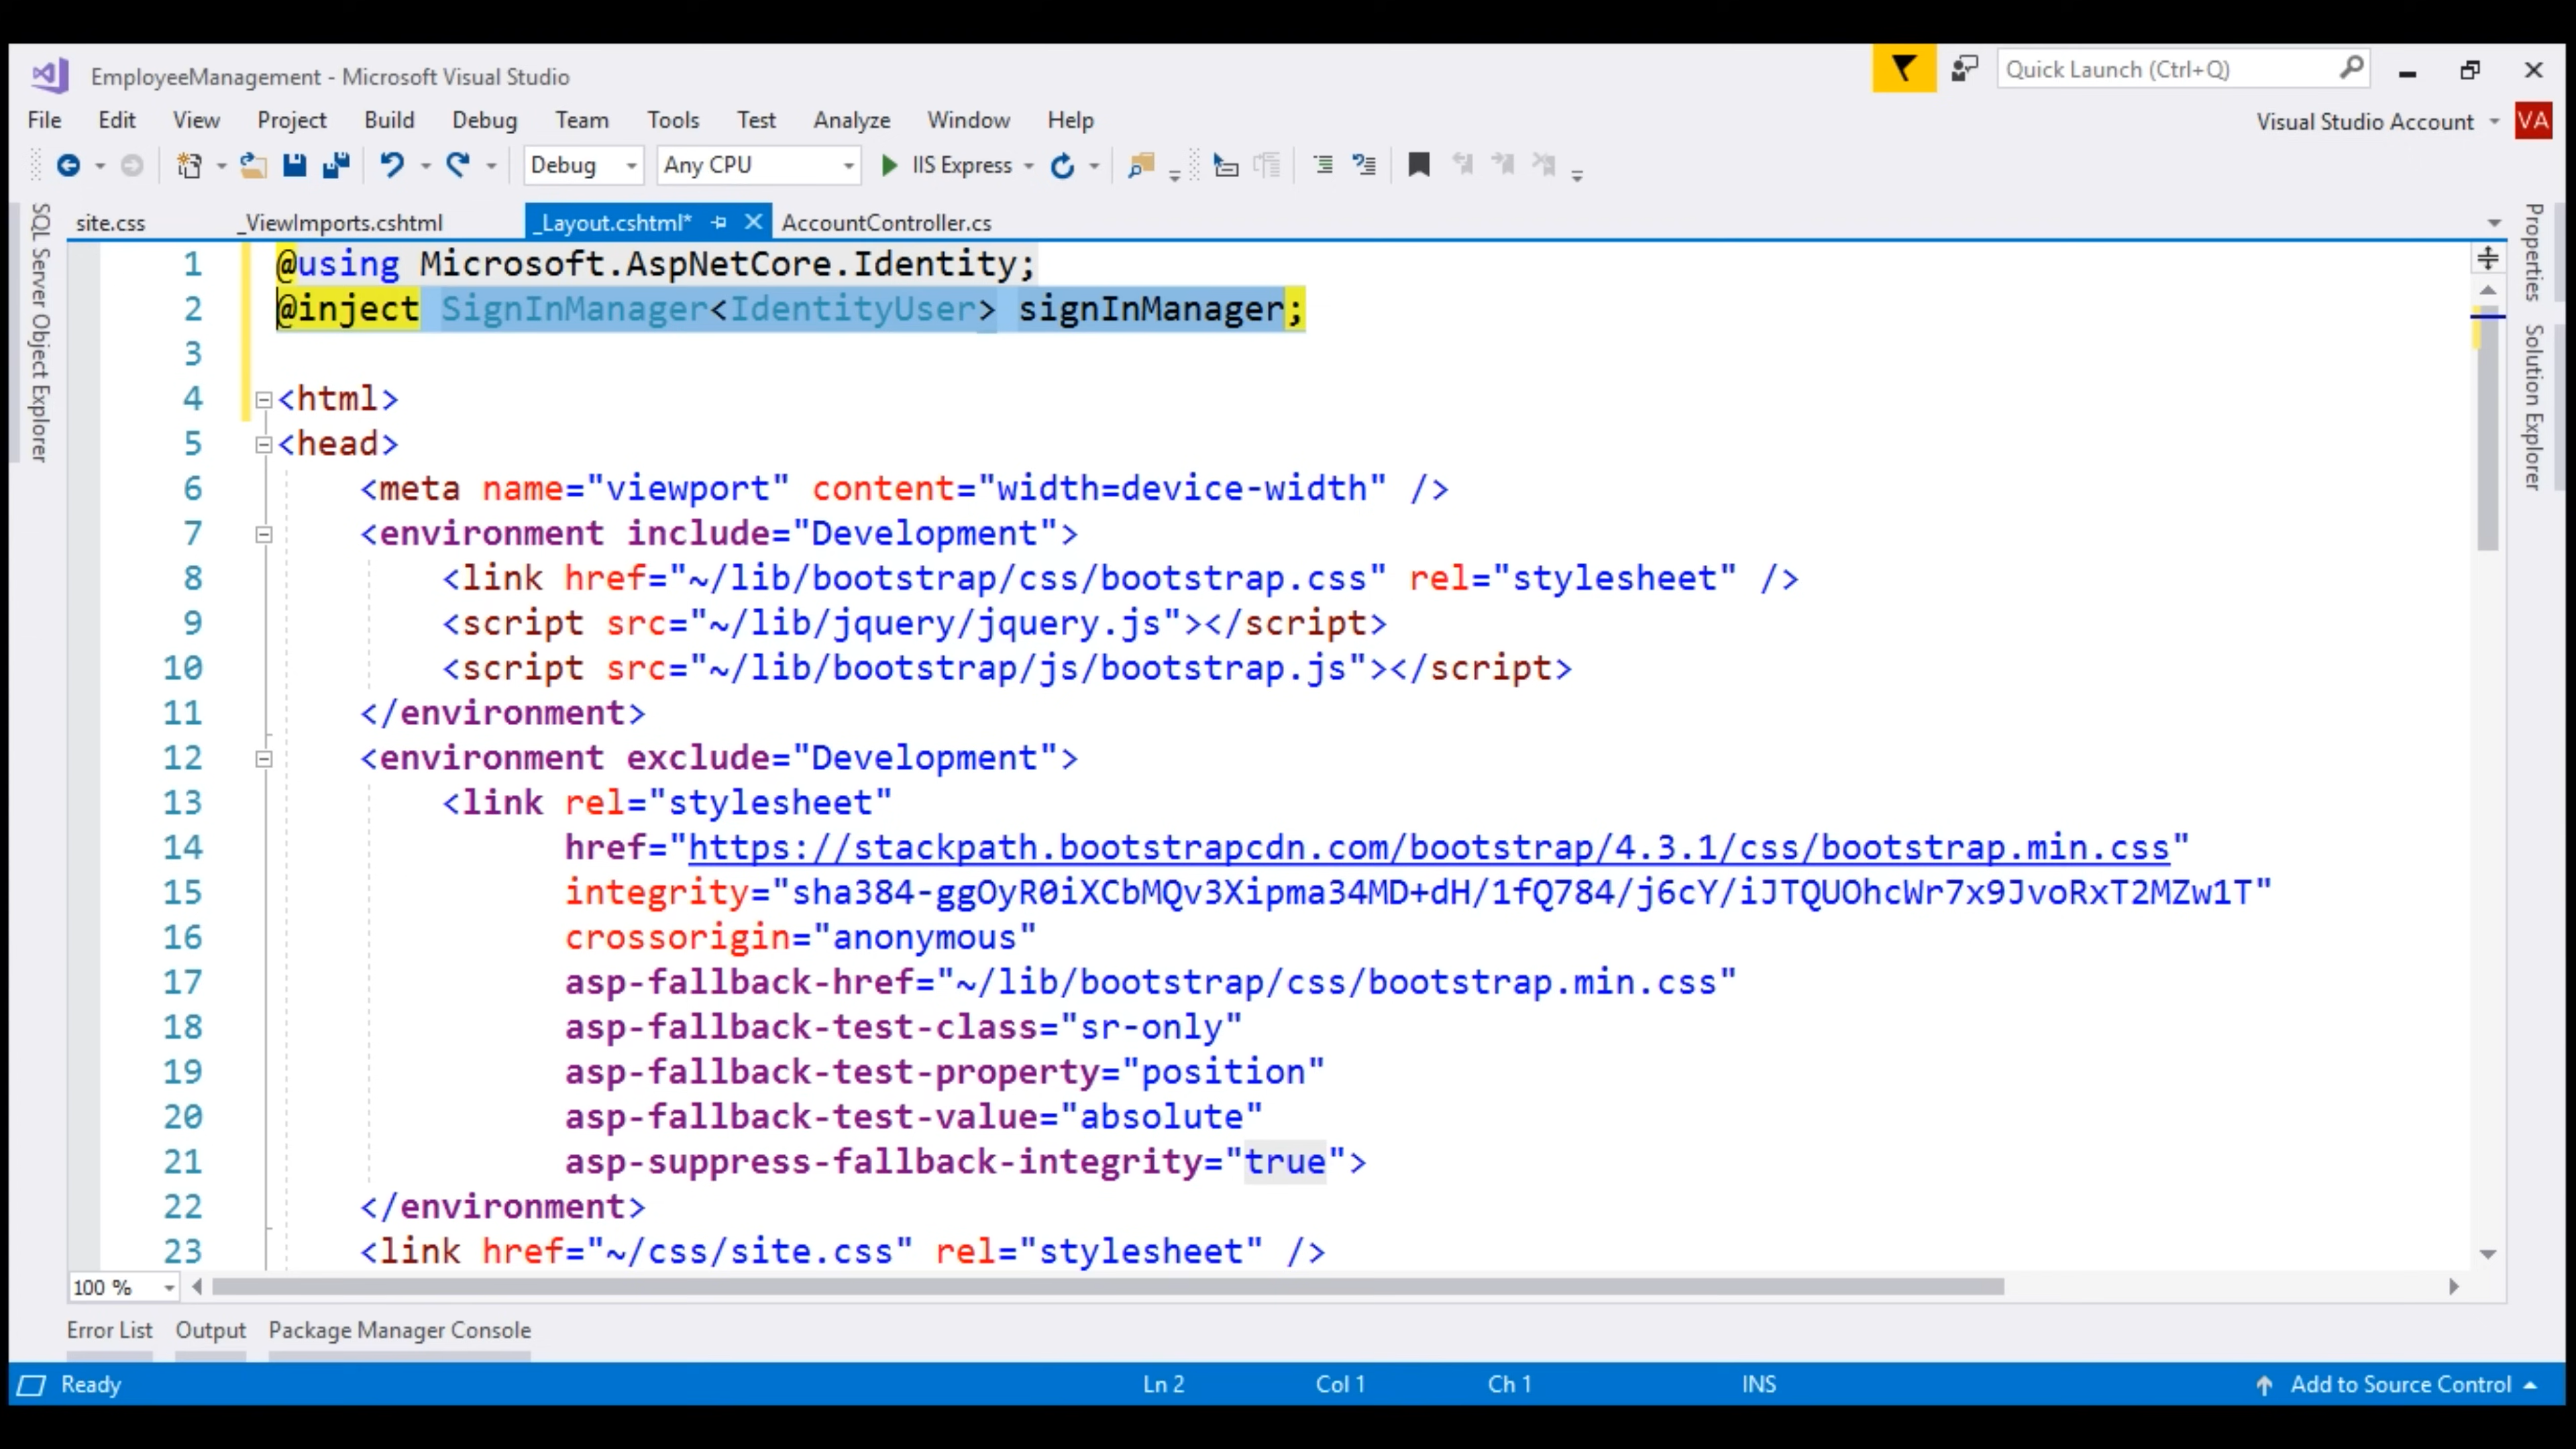 EmployeeManagement - Microsoft Visual Studio
Quick Launch (Ctrl+Q)
File Edit View Project Build Debug Team Tools Test Analyze Window Help
Visual Studio Account VA
Debug Any CPU IIS Express
site.css _ViewImports.cshtml _Layout.cshtml* AccountController.cs
SQL Server Object Explorer
Properties
Solution Explorer
1 @using Microsoft.AspNetCore.Identity;
2 @inject SignInManager<IdentityUser> signInManager;
3
4 <html>
5 <head>
6 <meta name="viewport" content="width=device-width" />
7 <environment include="Development">
8 <link href="~/lib/bootstrap/css/bootstrap.css" rel="stylesheet" />
9 <script src="~/lib/jquery/jquery.js"></script>
10 <script src="~/lib/bootstrap/js/bootstrap.js"></script>
11 </environment>
12 <environment exclude="Development">
13 <link rel="stylesheet"
14 href="https://stackpath.bootstrapcdn.com/bootstrap/4.3.1/css/bootstrap.min.css"
15 integrity="sha384-ggOyR0iXCbMQv3Xipma34MD+dH/1fQ784/j6cY/iJTQUOhcWr7x9JvoRxT2MZw1T"
16 crossorigin="anonymous"
17 asp-fallback-href="~/lib/bootstrap/css/bootstrap.min.css"
18 asp-fallback-test-class="sr-only"
19 asp-fallback-test-property="position"
20 asp-fallback-test-value="absolute"
21 asp-suppress-fallback-integrity="true">
22 </environment>
23 <link href="~/css/site.css" rel="stylesheet" />
100 %
Error List Output Package Manager Console
Ready Ln 2 Col 1 Ch 1 INS Add to Source Control